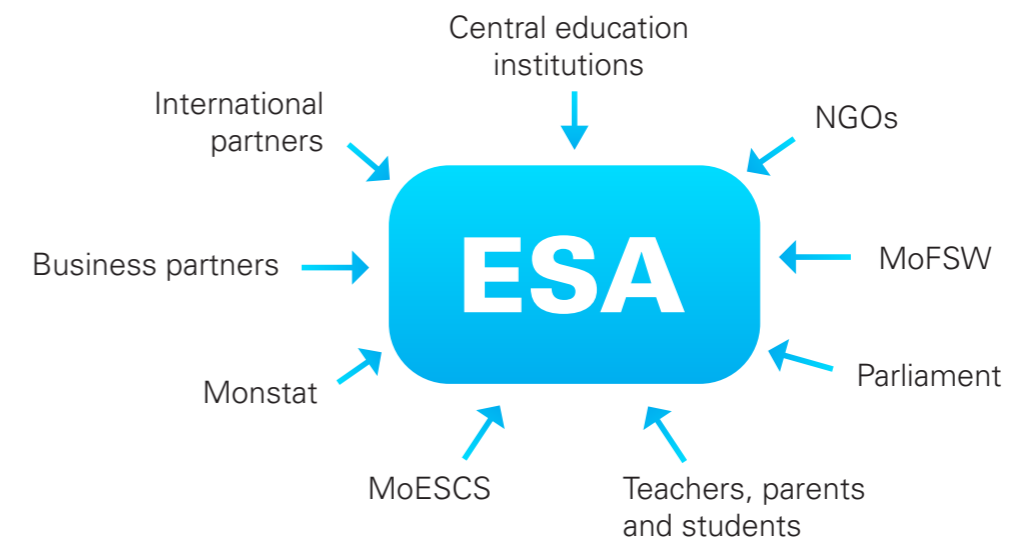 Central education
institutions
International
partners
NGOs
Business partners
ESA
MoFSW
Monstat
Parliament
MoESCS
Teachers, parents
and students